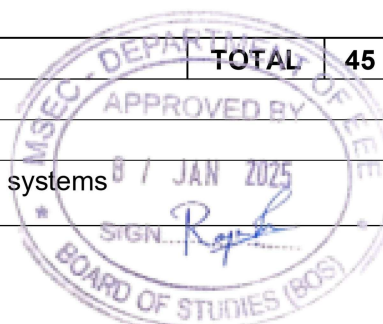 TOTAL 45
MSEC - DEPARTMENT OF EEE
APPROVED BY
systems
8 / JAN 2025
SIGN
BOARD OF STUDIES (BOS)